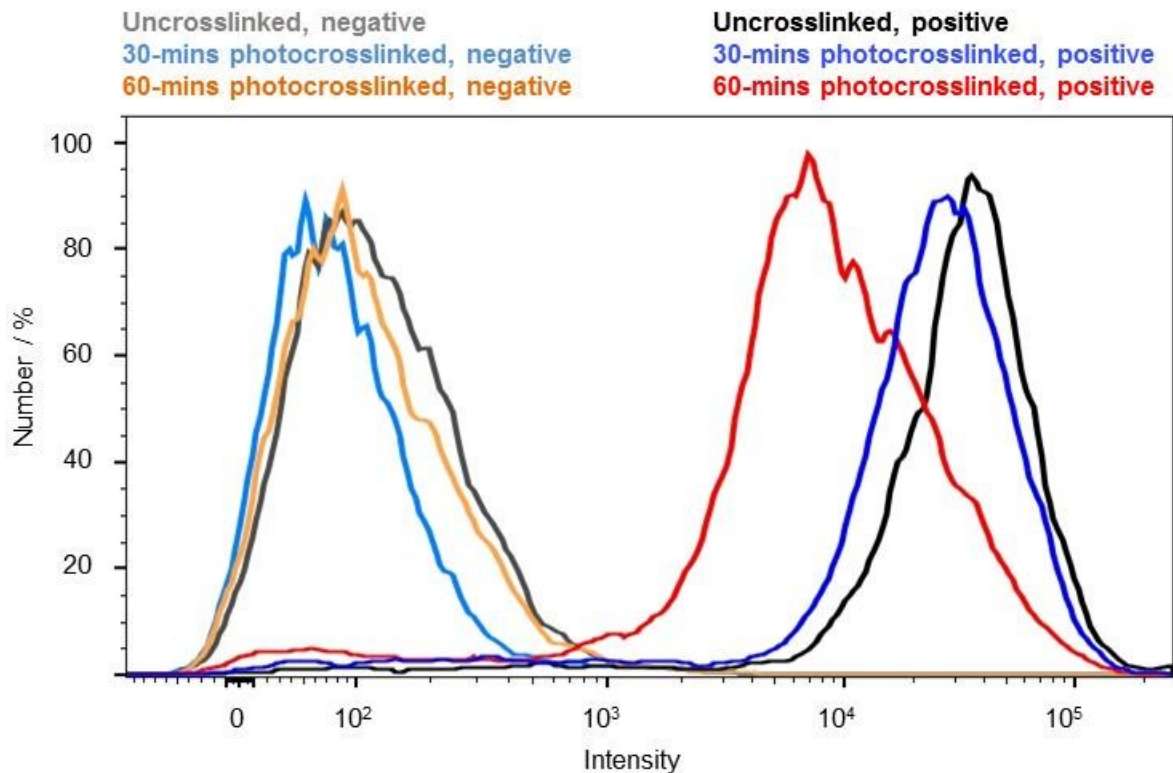 Uncrosslinked, negative
30-mins photocrosslinked, negative
60-mins photocrosslinked, negative
Uncrosslinked, positive
30-mins photocrosslinked, positive
60-mins photocrosslinked, positive
100
80
60
40
20
Number / %
0 10² 10³ 10⁴ 10⁵
Intensity